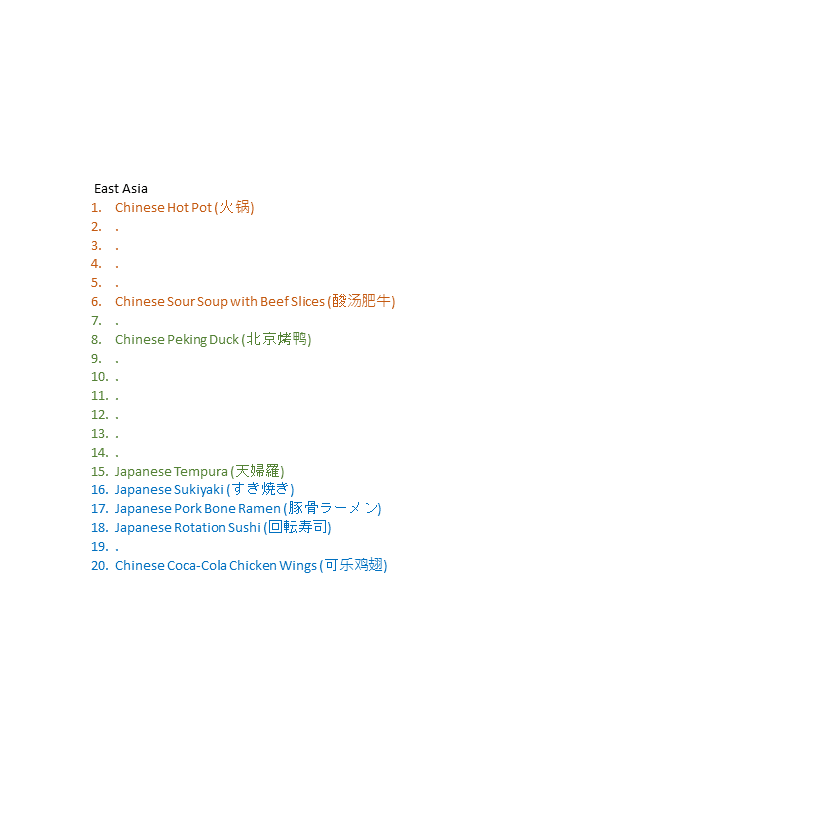 East Asia
1. Chinese Hot Pot (火锅)
2. .
3. .
4. .
5. .
6. Chinese Sour Soup with Beef Slices (酸汤肥牛)
7. .
8. Chinese Peking Duck (北京烤鸭)
9. .
10. .
11. .
12. .
13. .
14. .
15. Japanese Tempura (天婦羅)
16. Japanese Sukiyaki (すき焼き)
17. Japanese Pork Bone Ramen (豚骨ラーメン)
18. Japanese Rotation Sushi (回転寿司)
19. .
20. Chinese Coca-Cola Chicken Wings (可乐鸡翅)